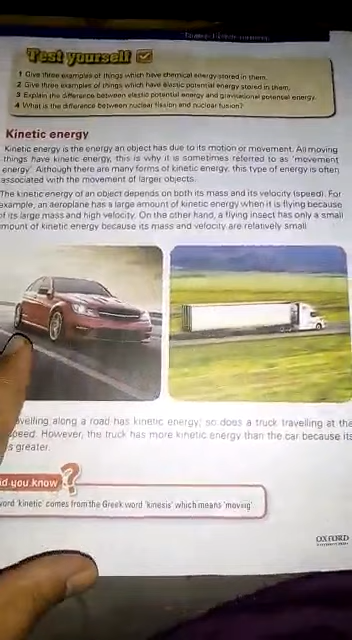 Test yourself
1 Give three examples of things which have chemical energy stored in them.
2 Give three examples of things which have elastic potential energy stored in them.
3 Explain the difference between elastic potential energy and gravitational potential energy.
4 What is the difference between nuclear fission and nuclear fusion?
Kinetic energy
Kinetic energy is the energy an object has due to its motion or movement. All moving
things have kinetic energy, this is why it is sometimes referred to as 'movement
energy'. Although there are many forms of kinetic energy, this type of energy is often
associated with the movement of larger objects.
The kinetic energy of an object depends on both its mass and its velocity (speed). For
example, an aeroplane has a large amount of kinetic energy when it is flying because
of its large mass and high velocity. On the other hand, a flying insect has only a small
mount of kinetic energy because its mass and velocity are relatively small
avelling along a road has kinetic energy; so does a truck travelling at the
peed. However, the truck has more kinetic energy than the car because its
s greater.
id you know ?
word 'kinetic' comes from the Greek word 'kinesis' which means 'moving'
OXFORD